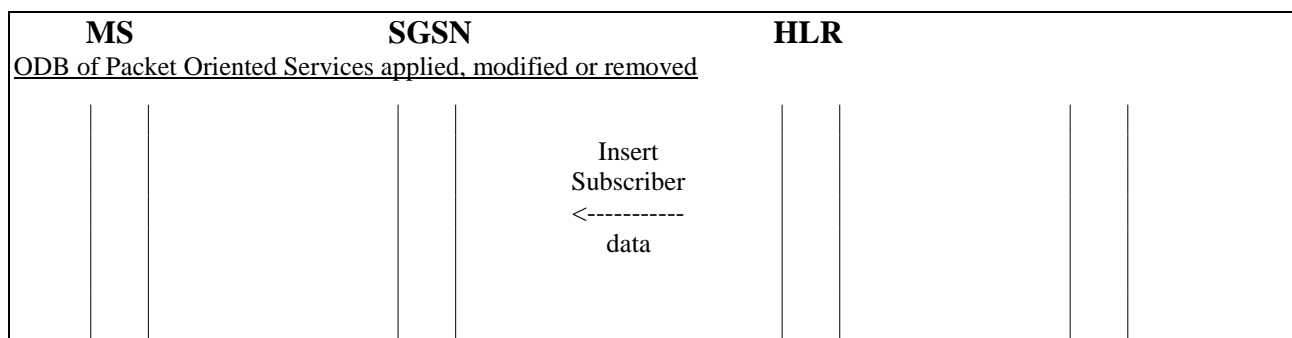 MS SGSN HLR
ODB of Packet Oriented Services applied, modified or removed
Insert
Subscriber
<-----------
data